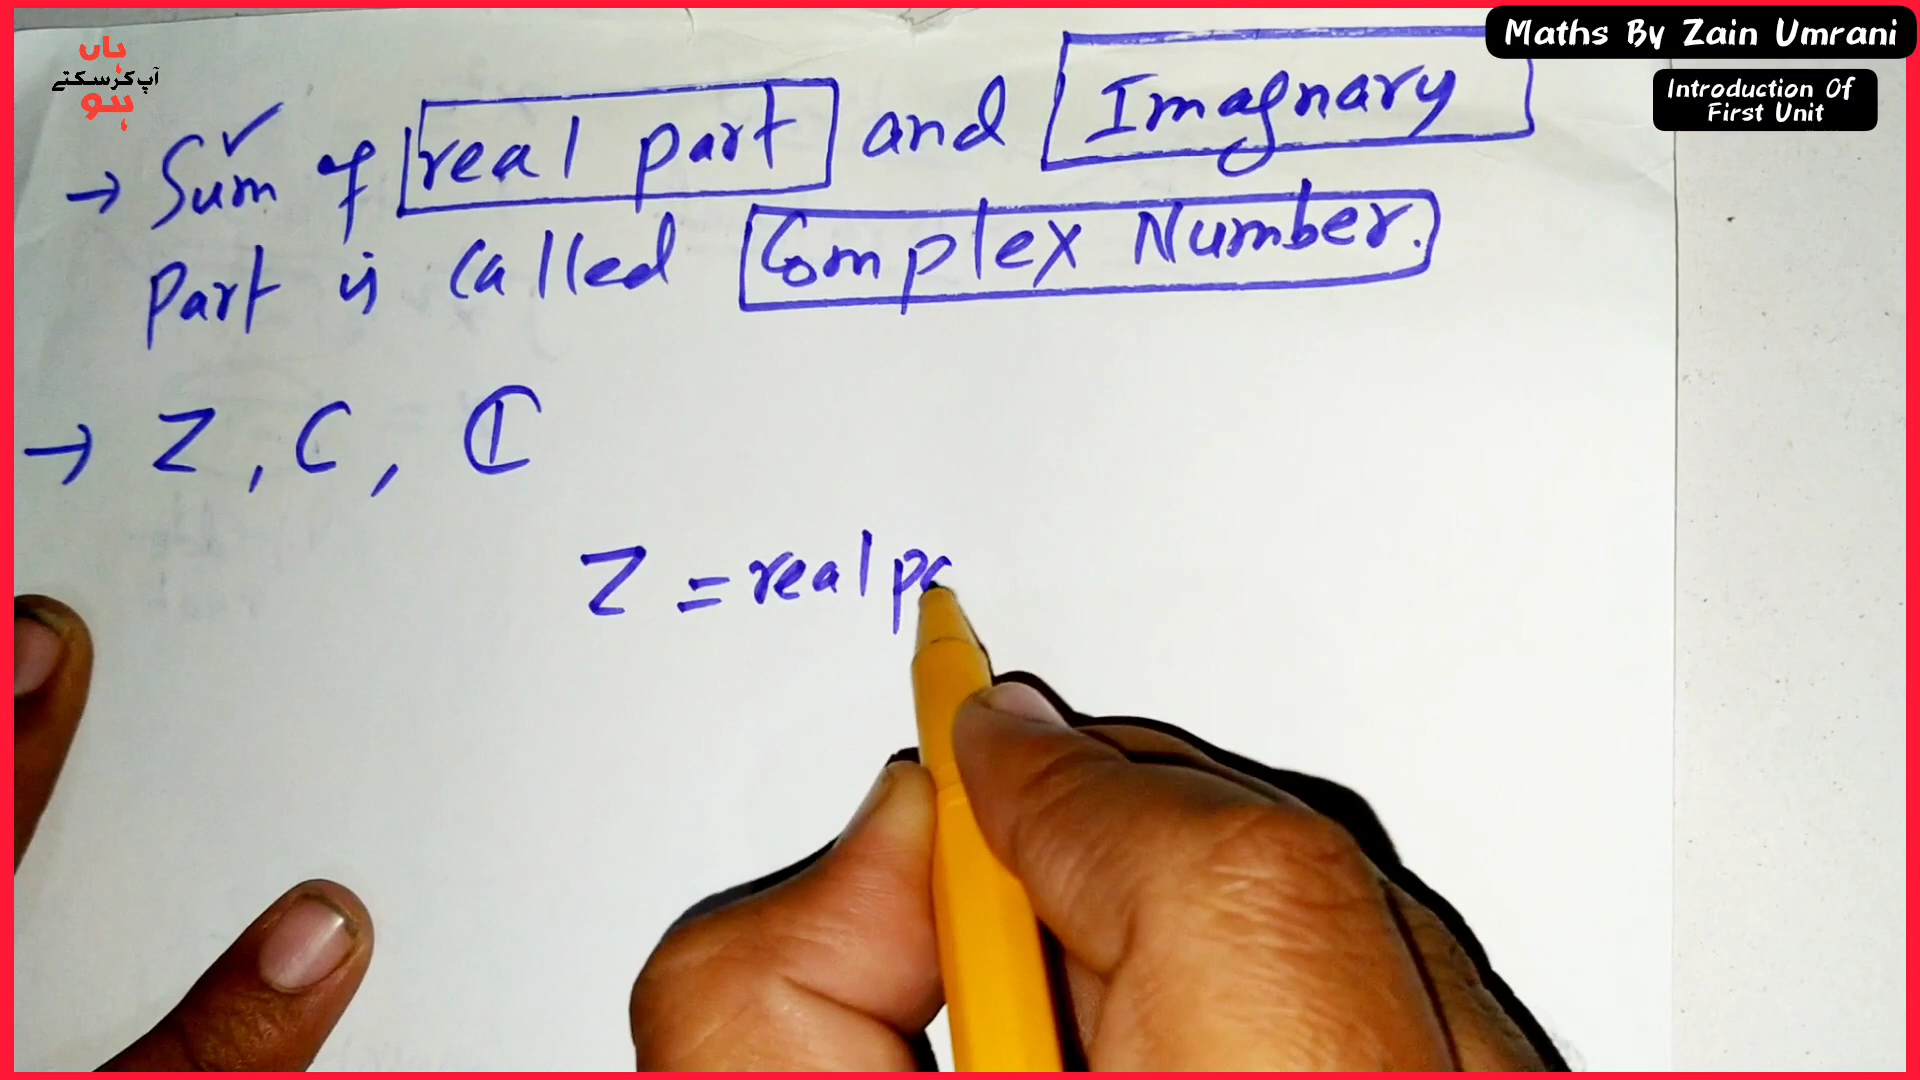 Maths By Zain Umrani
Introduction Of
First Unit
ہاں
آپ کرسکتے
ہو
→ Sum of real part and Imagnary
Part is called Complex Number.
→ Z, C, ℂ
Z = real pa